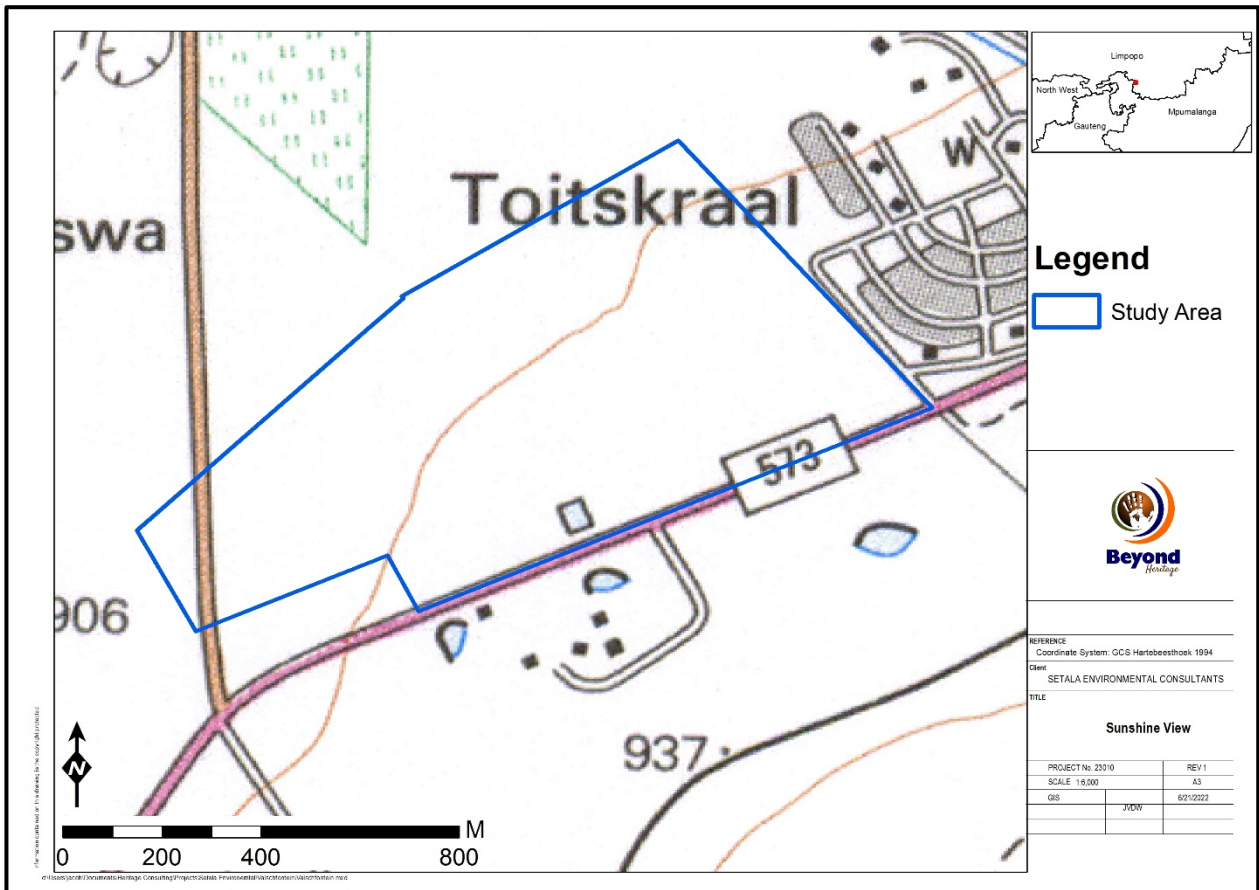 swa
Toitskraal
W
573
906
937
N
M
0 200 400 800
Limpopo
North West
Gauteng
Mpumalanga
Legend
Study Area
Beyond
Heritage
REFERENCE
Coordinate System: GCS Hartebeesthoek 1994
Client
SETALA ENVIRONMENTAL CONSULTANTS
TITLE
Sunshine View
PROJECT No. 23010 REV 1
SCALE 1:6,000 A3
GIS JVDW 6/21/2022